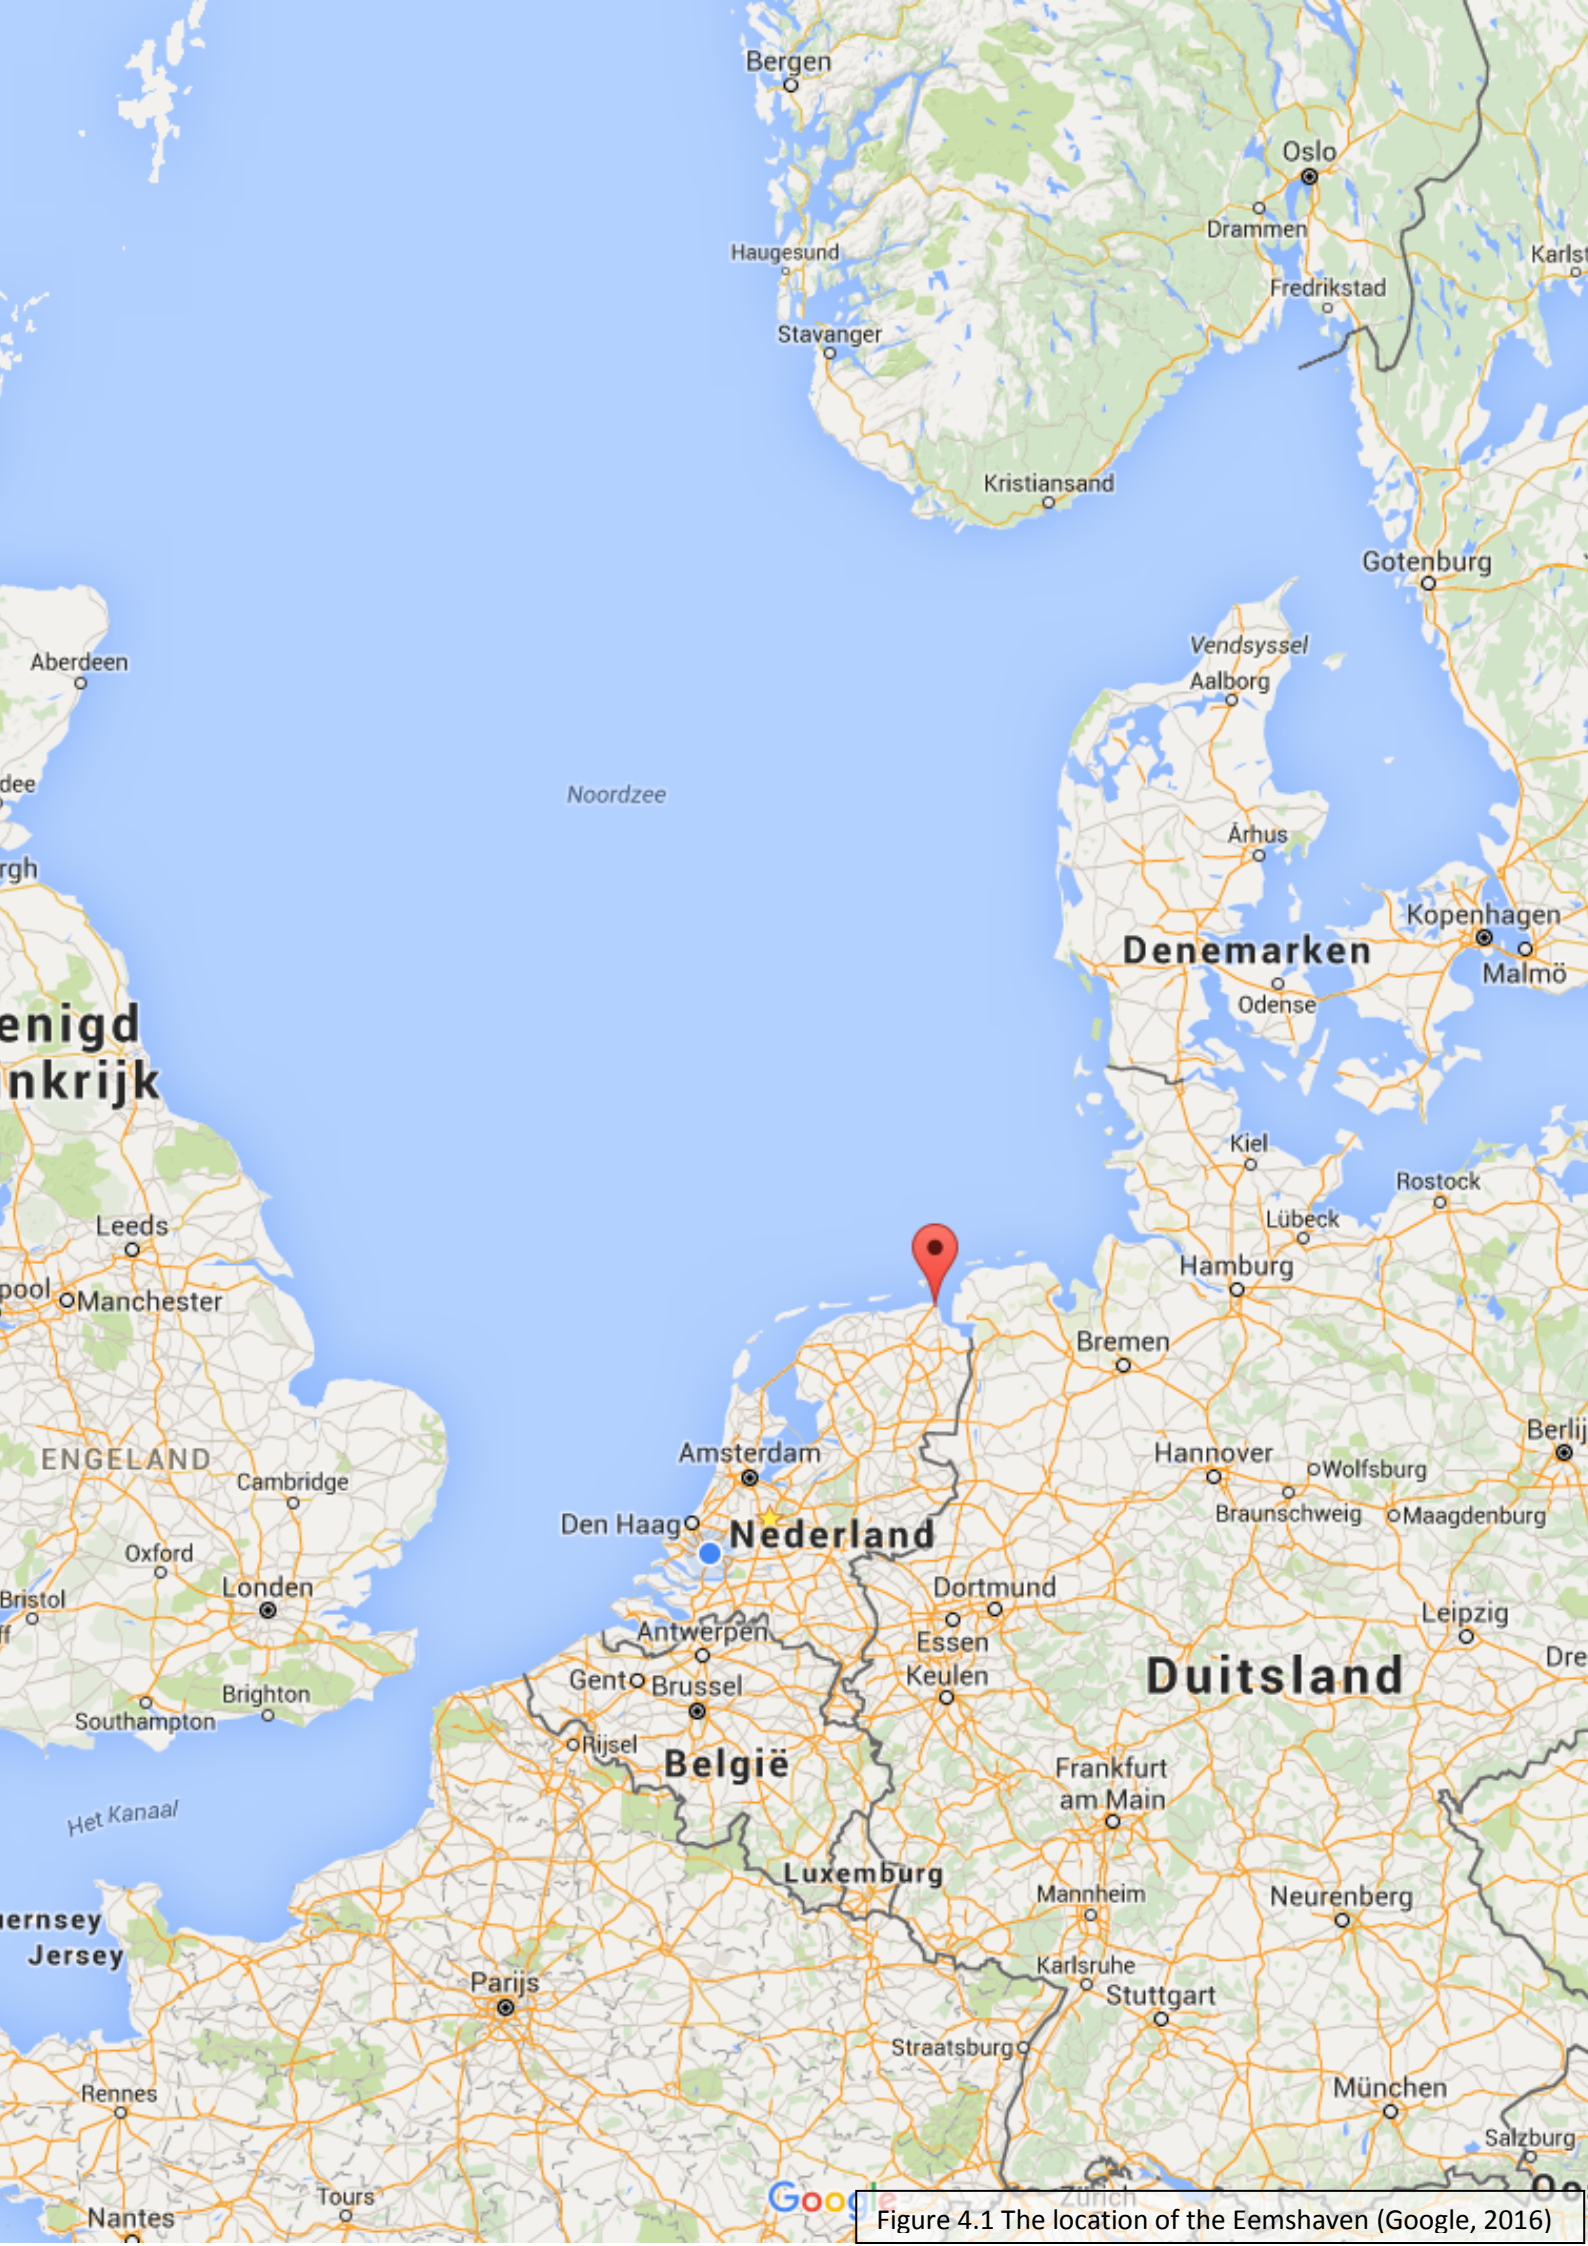 Bergen
Oslo
Drammen
Haugesund
Karlst
Fredrikstad
Stavanger
Kristiansand
Gotenburg
Vendsyssel
Aberdeen
Aalborg
dee
Noordzee
Århus
rgh
Kopenhagen
Denemarken
Malmö
Odense
enigd
nkrijk
Kiel
Rostock
Leeds
Lübeck
Hamburg
pool
Manchester
Bremen
Berlij
Amsterdam
Hannover
ENGELAND
Wolfsburg
Cambridge
Braunschweig
Maagdenburg
Den Haag
Nederland
Oxford
Londen
Dortmund
Bristol
ff
Leipzig
Antwerpen
Essen
Dre
Gent
Brussel
Keulen
Duitsland
Brighton
Southampton
Rijsel
België
Frankfurt
am Main
Het Kanaal
Luxemburg
Mannheim
Neurenberg
ernsey
Jersey
Karlsruhe
Parijs
Stuttgart
Straatsburg
Rennes
München
Salzburg
Oo
Tours
Google
Zürich
Nantes
Figure 4.1 The location of the Eemshaven (Google, 2016)